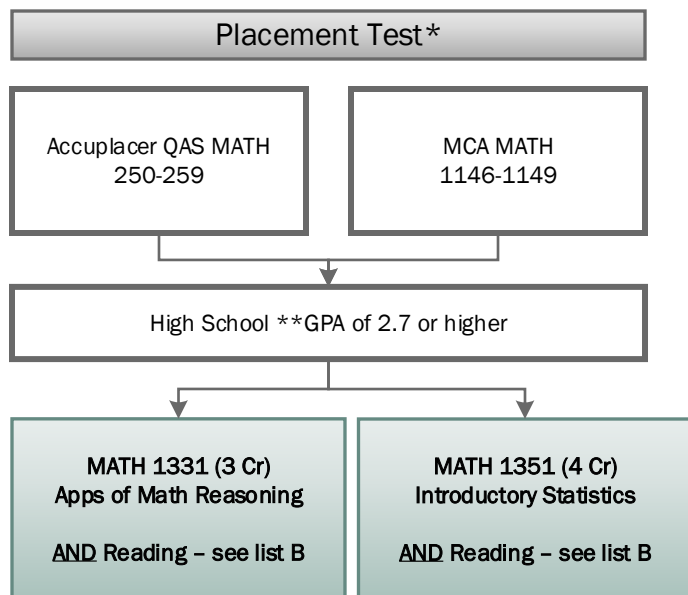 Placement Test*
Accuplacer QAS MATH
250-259
MCA MATH
1146-1149
High School **GPA of 2.7 or higher
MATH 1331 (3 Cr)
Apps of Math Reasoning
AND Reading – see list B
MATH 1351 (4 Cr)
Introductory Statistics
AND Reading – see list B